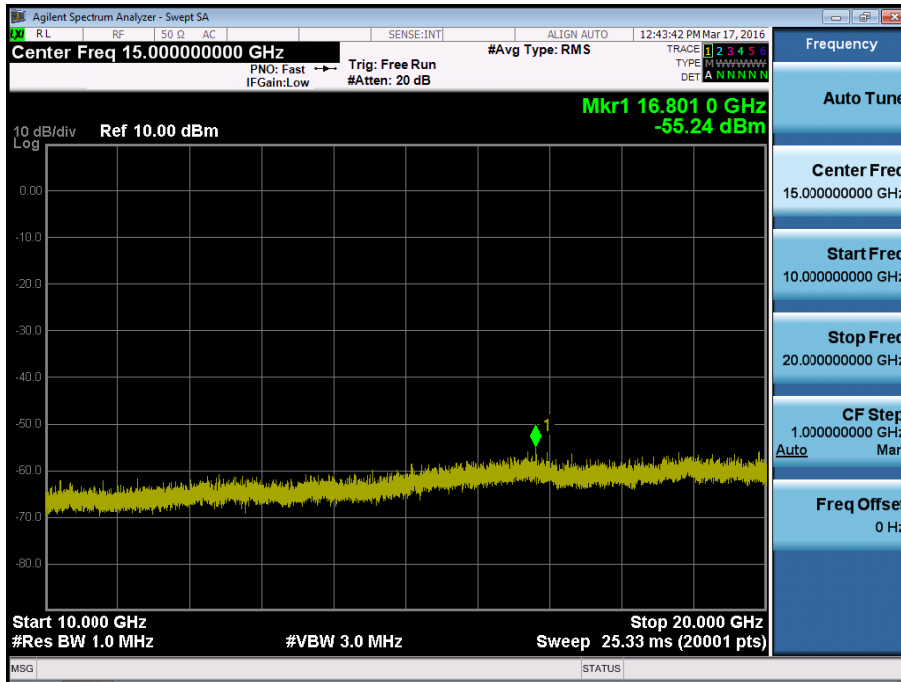 Agilent Spectrum Analyzer - Swept SA
LXI RL RF 50 Ω AC SENSE:INT ALIGN AUTO 12:43:42 PM Mar 17, 2016
Center Freq 15.000000000 GHz
PNO: Fast
IFGain:Low
Trig: Free Run
#Atten: 20 dB
#Avg Type: RMS
TRACE 1 2 3 4 5 6
TYPE M WWWWW
DET A N N N N N
Mkr1 16.801 0 GHz
-55.24 dBm
10 dB/div
Log
Ref 10.00 dBm
0.00
-10.0
-20.0
-30.0
-40.0
-50.0
-60.0
-70.0
-80.0
1
Start 10.000 GHz
Stop 20.000 GHz
#Res BW 1.0 MHz
#VBW 3.0 MHz
Sweep 25.33 ms (20001 pts)
MSG
STATUS
Frequency
Auto Tune
Center Freq
15.000000000 GHz
Start Freq
10.000000000 GHz
Stop Freq
20.000000000 GHz
CF Step
1.000000000 GHz
Auto Man
Freq Offset
0 Hz